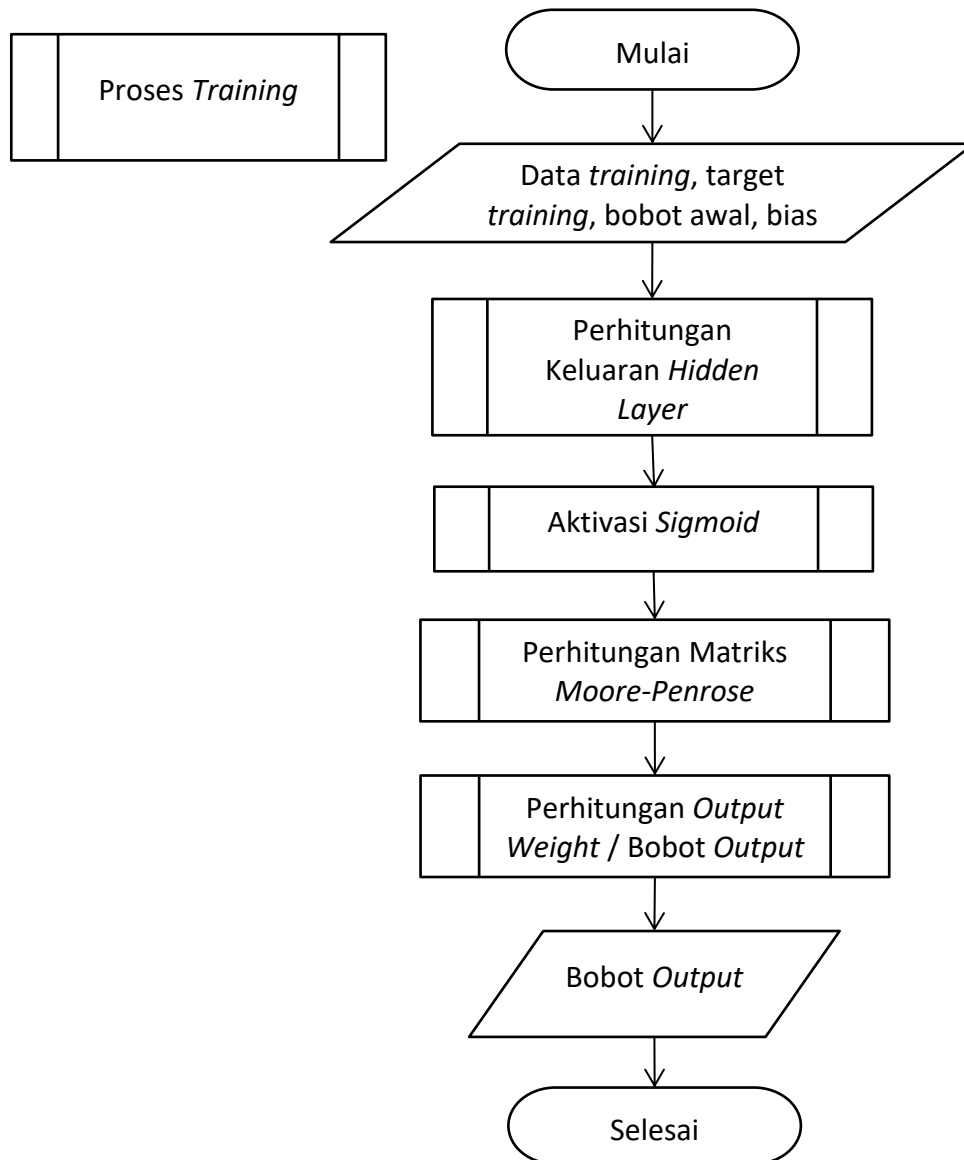 Proses Training
Mulai
Data training, target
training, bobot awal, bias
Perhitungan
Keluaran Hidden
Layer
Aktivasi Sigmoid
Perhitungan Matriks
Moore-Penrose
Perhitungan Output
Weight / Bobot Output
Bobot Output
Selesai